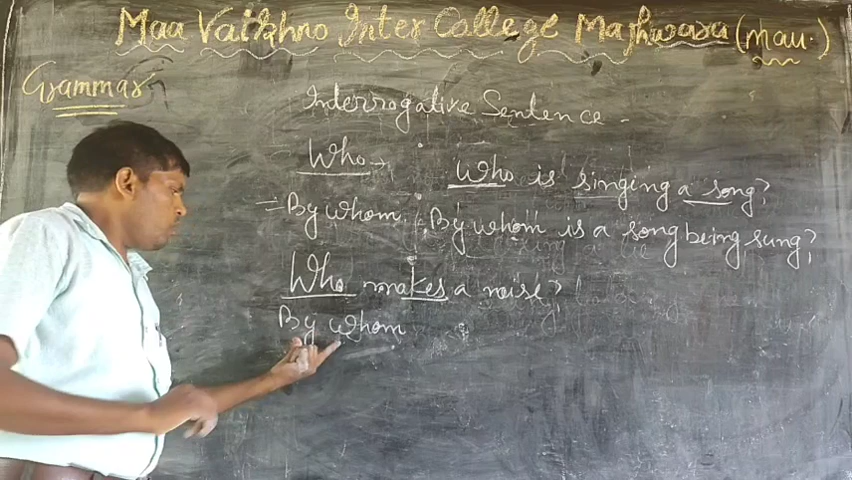 Maa Vaishno Inter College Majhwara (mau.)
Grammar
Interrogative Sentence -
Who → Who is singing a song?
= By whom. By whom is a song being sung?
Who makes a noise?
By whom